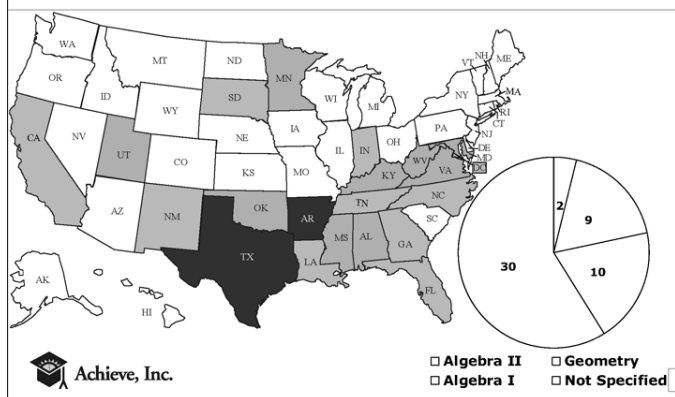 WA
MT
ND
MN
VT
NH
ME
OR
ID
SD
WI
MI
NY
MA
RI
CT
WY
IA
PA
NJ
NV
NE
IL
IN
OH
DE
MD
DC
CA
UT
CO
KS
MO
KY
WV
VA
AZ
NM
OK
AR
TN
NC
SC
TX
LA
MS
AL
GA
FL
AK
HI
2
9
10
30
Achieve, Inc.
Algebra II
Geometry
Algebra I
Not Specified